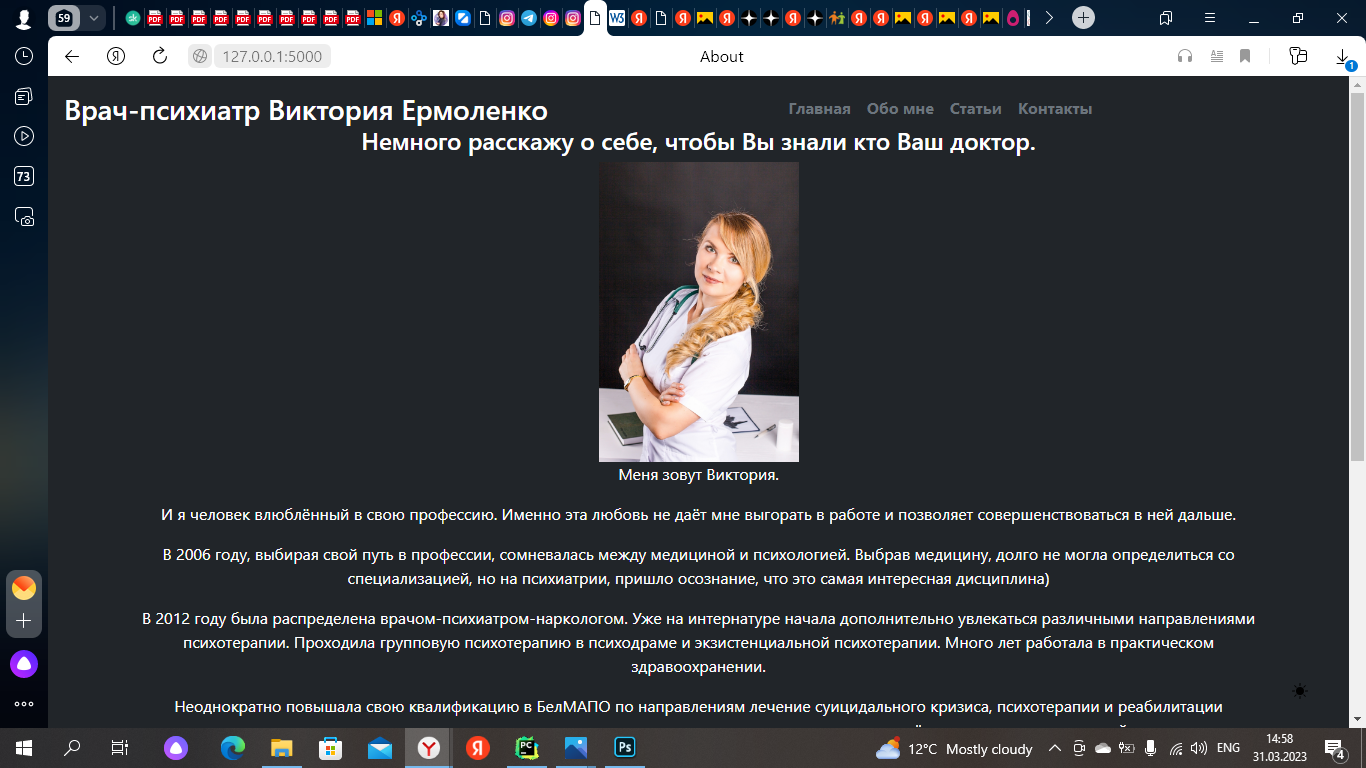 59
127.0.0.1:5000
About
1
73
Врач-психиатр Виктория Ермоленко
Главная Обо мне Статьи Контакты
Немного расскажу о себе, чтобы Вы знали кто Ваш доктор.
Меня зовут Виктория.
И я человек влюблённый в свою профессию. Именно эта любовь не даёт мне выгорать в работе и позволяет совершенствоваться в ней дальше.
В 2006 году, выбирая свой путь в профессии, сомневалась между медициной и психологией. Выбрав медицину, долго не могла определиться со
специализацией, но на психиатрии, пришло осознание, что это самая интересная дисциплина)
В 2012 году была распределена врачом-психиатром-наркологом. Уже на интернатуре начала дополнительно увлекаться различными направлениями
психотерапии. Проходила групповую психотерапию в психодраме и экзистенциальной психотерапии. Много лет работала в практическом
здравоохранении.
Неоднократно повышала свою квалификацию в БелМАПО по направлениям лечение суицидального кризиса, психотерапии и реабилитации
12°C Mostly cloudy
ENG
14:58
31.03.2023
4